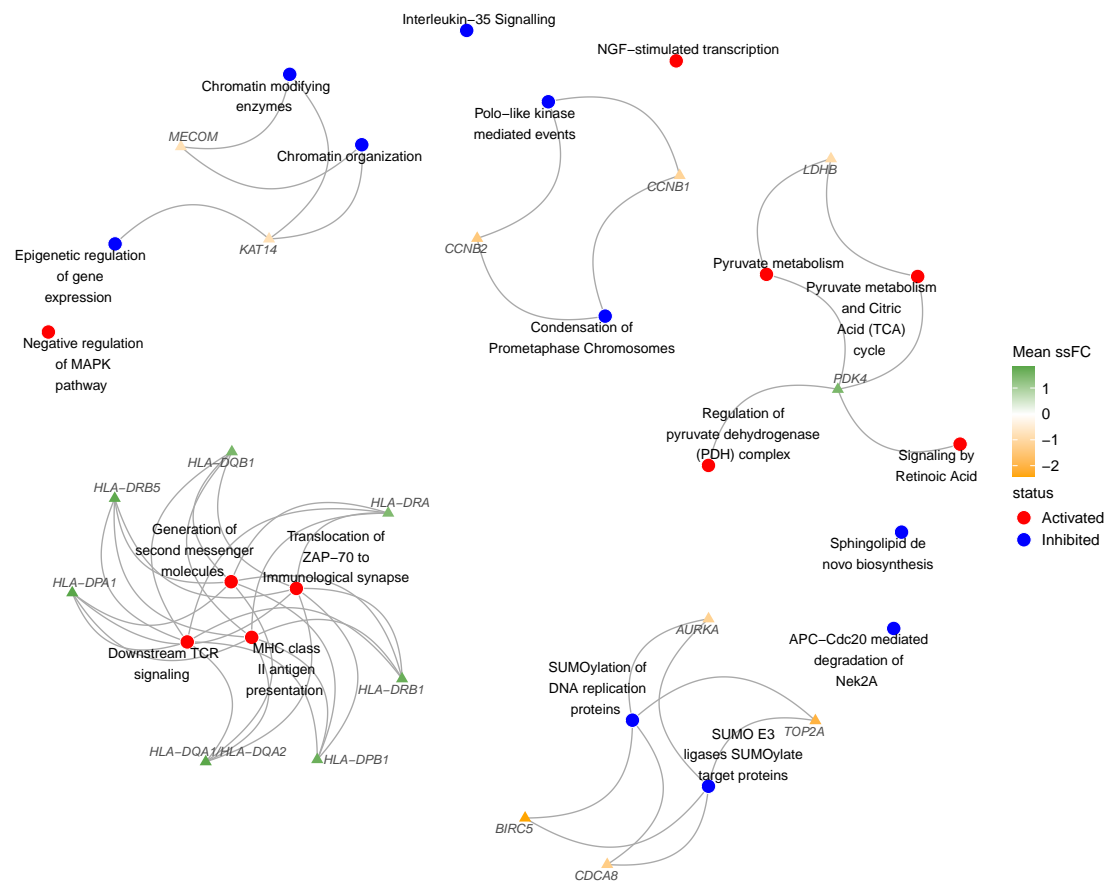 Interleukin−35 Signalling
NGF−stimulated transcription
Chromatin modifying
enzymes
Polo−like kinase
mediated events
MECOM
Chromatin organization
LDHB
CCNB1
KAT14
CCNB2
Epigenetic regulation
of gene
expression
Pyruvate metabolism
Pyruvate metabolism
and Citric
Acid (TCA)
cycle
Condensation of
Prometaphase Chromosomes
Negative regulation
of MAPK
pathway
PDK4
Mean ssFC
1
0
−1
−2
status
Activated
Inhibited
Regulation of
pyruvate dehydrogenase
(PDH) complex
Signaling by
Retinoic Acid
HLA−DQB1
HLA−DRB5
HLA−DRA
Generation of
second messenger
molecules
Translocation of
ZAP−70 to
Immunological synapse
HLA−DPA1
Sphingolipid de
novo biosynthesis
Downstream TCR
signaling
MHC class
II antigen
presentation
HLA−DRB1
HLA−DQA1/HLA−DQA2
HLA−DPB1
AURKA
APC−Cdc20 mediated
degradation of
Nek2A
SUMOylation of
DNA replication
proteins
TOP2A
SUMO E3
ligases SUMOylate
target proteins
BIRC5
CDCA8